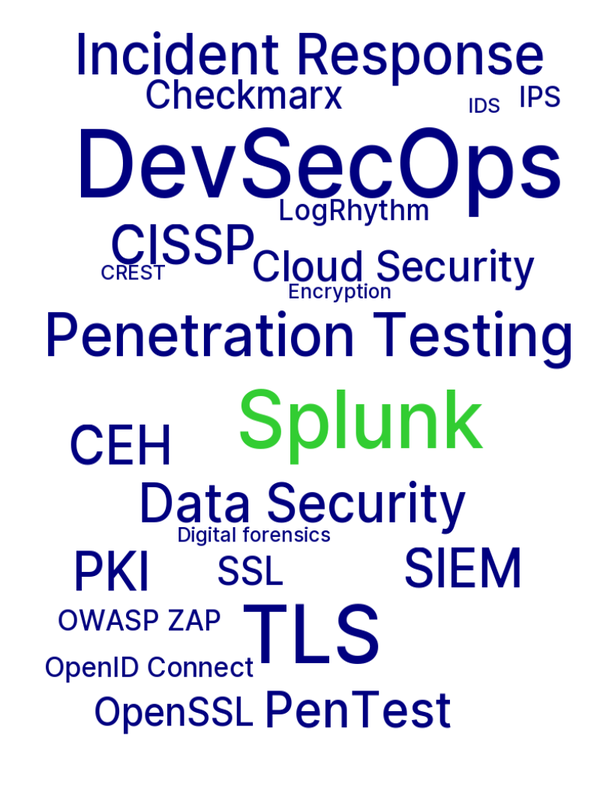 Incident Response
Checkmarx
IDS
IPS
DevSecOps
LogRhythm
CISSP
CREST
Cloud Security
Encryption
Penetration Testing
Splunk
CEH
Data Security
Digital forensics
PKI
SSL
SIEM
OWASP ZAP
TLS
OpenID Connect
OpenSSL
PenTest